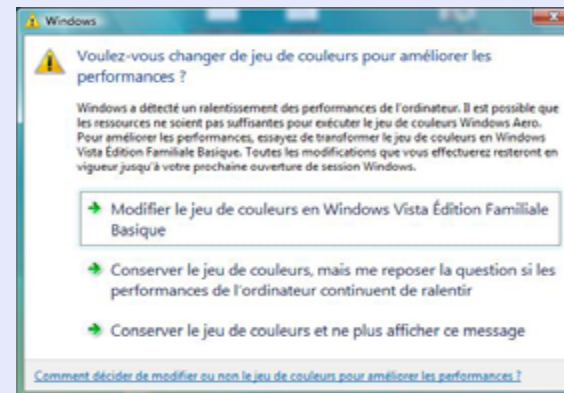 Windows
Voulez-vous changer de jeu de couleurs pour améliorer les
performances ?
Windows a détecté un ralentissement des performances de l'ordinateur. Il est possible que
les ressources ne soient pas suffisantes pour exécuter le jeu de couleurs Windows Aero.
Pour améliorer les performances, essayez de transformer le jeu de couleurs en Windows
Vista Édition Familiale Basique. Toutes les modifications que vous effectuerez resteront en
vigueur jusqu'à votre prochaine ouverture de session Windows.
Modifier le jeu de couleurs en Windows Vista Édition Familiale
Basique
Conserver le jeu de couleurs, mais me reposer la question si les
performances de l'ordinateur continuent de ralentir
Conserver le jeu de couleurs et ne plus afficher ce message
Comment décider de modifier ou non le jeu de couleurs pour améliorer les performances ?